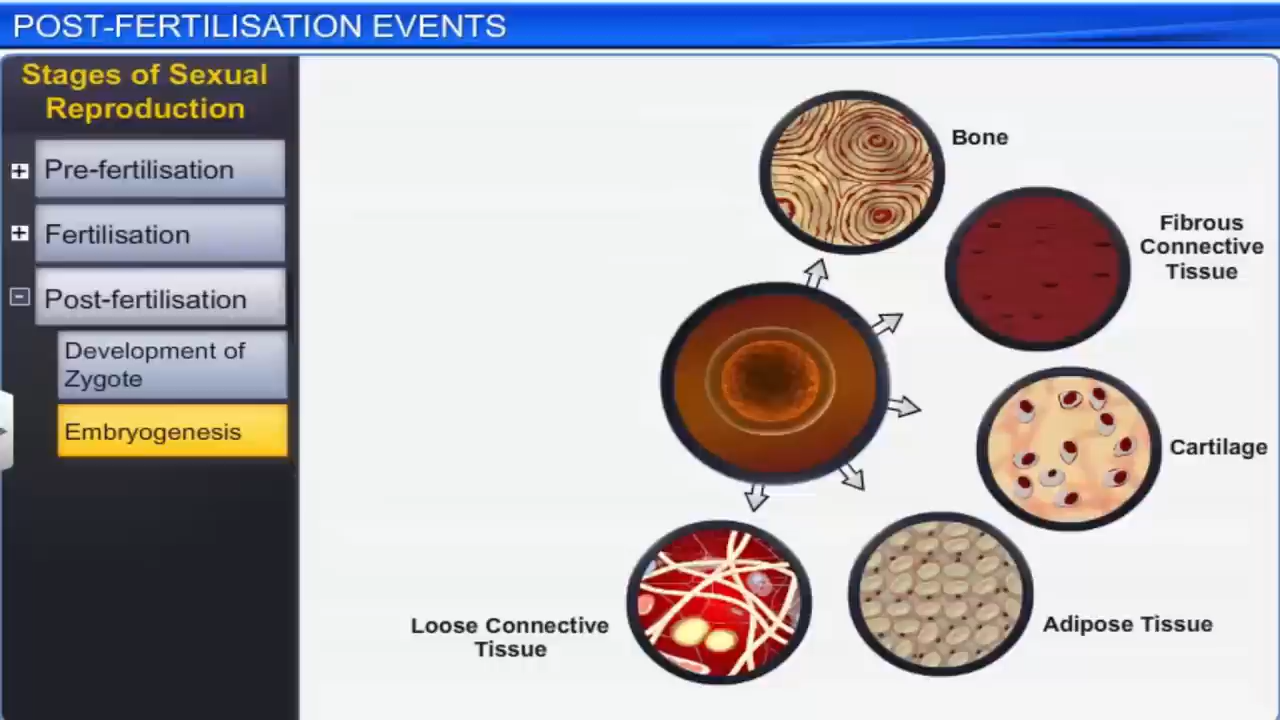 POST-FERTILISATION EVENTS
Stages of Sexual
Reproduction
Pre-fertilisation
Fertilisation
Post-fertilisation
Development of
Zygote
Embryogenesis
Bone
Fibrous
Connective
Tissue
Cartilage
Adipose Tissue
Loose Connective
Tissue